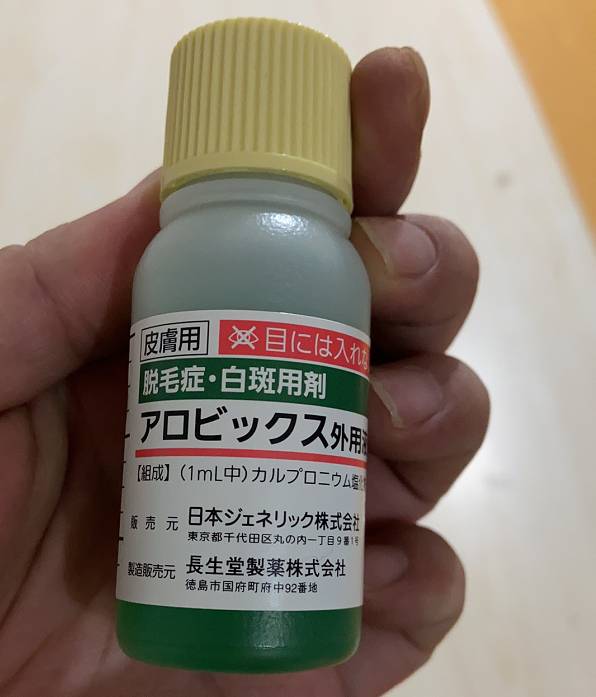 皮膚用 目には入れな
脱毛症・白斑用剤
アロビックス外用液
【組成】(1mL中)カルプロニウム塩化
販売元 日本ジェネリック株式会社
東京都千代田区丸の内一丁目9番1号
製造販売元 長生堂製薬株式会社
徳島市国府町府中92番地